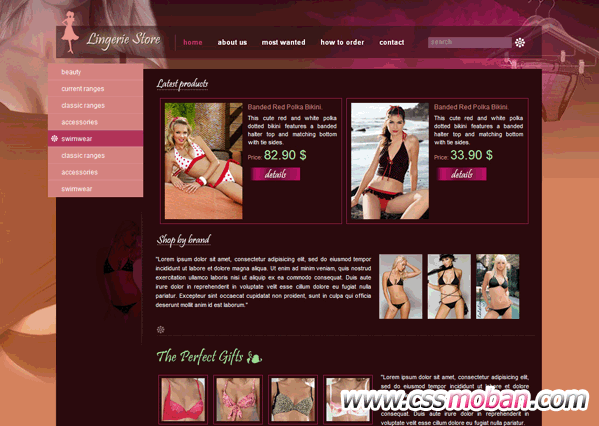 Lingerie Store
home about us most wanted how to order contact search
beauty
current ranges
classic ranges
accessories
swimwear
classic ranges
accessories
swimwear
Latest products
Banded Red Polka Bikini.
This cute red and white polka
dotted bikini features a banded
halter top and matching bottom
with tie sides.
Price: 82.90 $
details
Banded Red Polka Bikini.
This cute red and white polka
dotted bikini features a banded
halter top and matching bottom
with tie sides.
Price: 33.90 $
details
Shop by brand
"Lorem ipsum dolor sit amet, consectetur adipisicing elit, sed do eiusmod tempor
incididunt ut labore et dolore magna aliqua. Ut enim ad minim veniam, quis nostrud
exercitation ullamco laboris nisi ut aliquip ex ea commodo consequat. Duis aute
irure dolor in reprehenderit in voluptate velit esse cillum dolore eu fugiat nulla
pariatur. Excepteur sint occaecat cupidatat non proident, sunt in culpa qui officia
deserunt mollit anim id est laborum."
The Perfect Gifts
"Lorem ipsum dolor sit amet, consectetur adipisicing elit,
sed do eiusmod tempor
consequat. Duis aute irure dolor in reprehenderit in
voluptate velit esse cillum dolore eu fugiat nulla
www.cssmoban.com